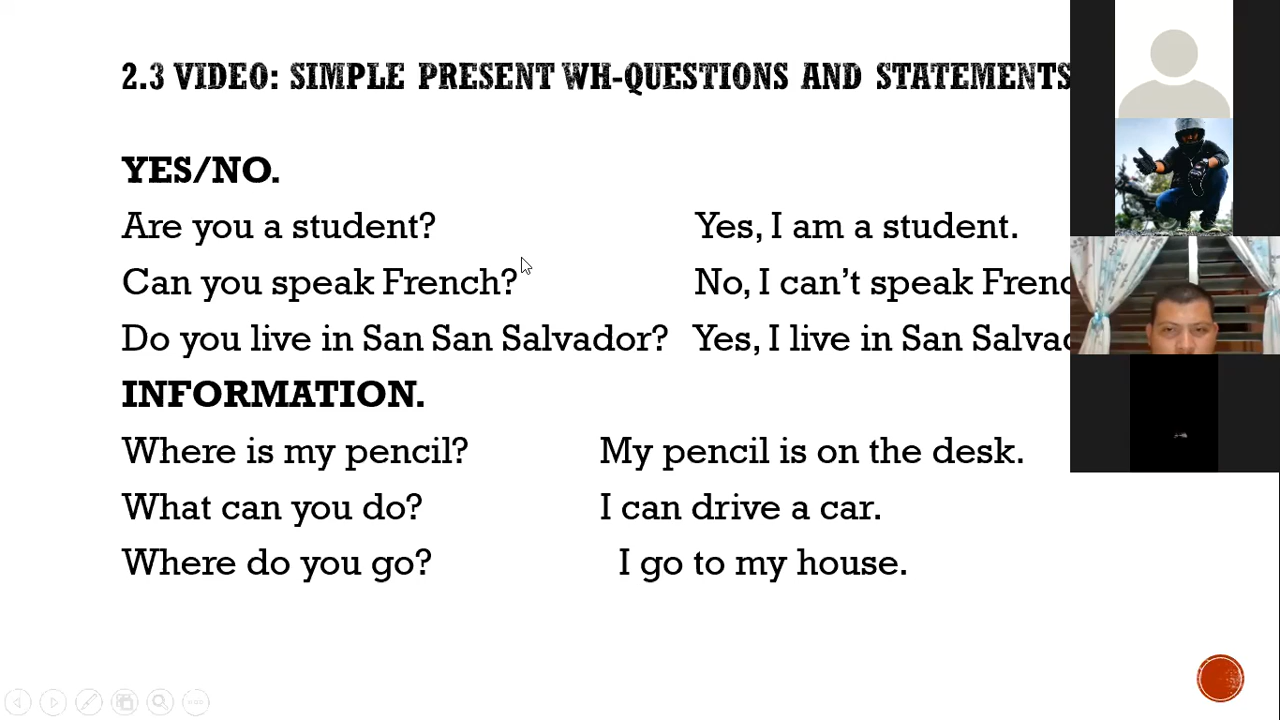 2.3 VIDEO: SIMPLE PRESENT WH-QUESTIONS AND STATEMENTS
YES/NO.
Are you a student? Yes, I am a student.
Can you speak French? No, I can't speak
Do you live in San San Salvador? Yes, I live in San
INFORMATION.
Where is my pencil? My pencil is on the desk.
What can you do? I can drive a car.
Where do you go? I go to my house.